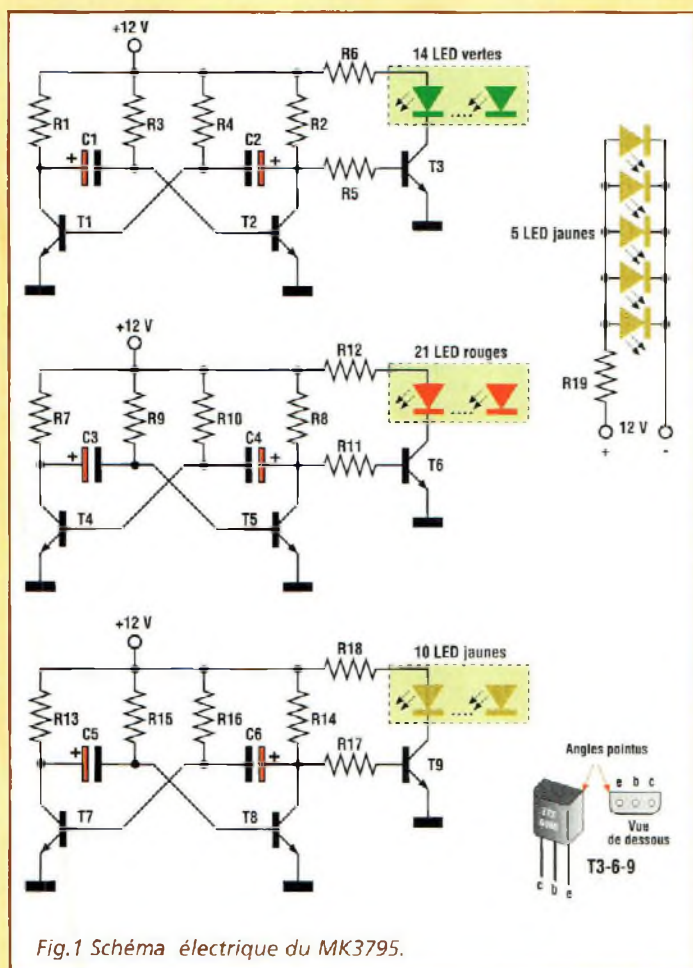 +12 V
R6
14 LED vertes
R1
C1
R3
R4
C2
R2
+
+
T3
R5
T1
T2
5 LED jaunes
R19
12 V
+ -
+12 V
R12
21 LED rouges
R7
C3
R9
R10
C4
R8
+
+
T6
R11
T4
T5
+12 V
R18
10 LED jaunes
R13
C5
R15
R16
C6
R14
+
+
T9
R17
T7
T8
Angles pointus
e b c
Vue
de dessous
T3-6-9
c b e
Fig.1 Schéma électrique du MK3795.